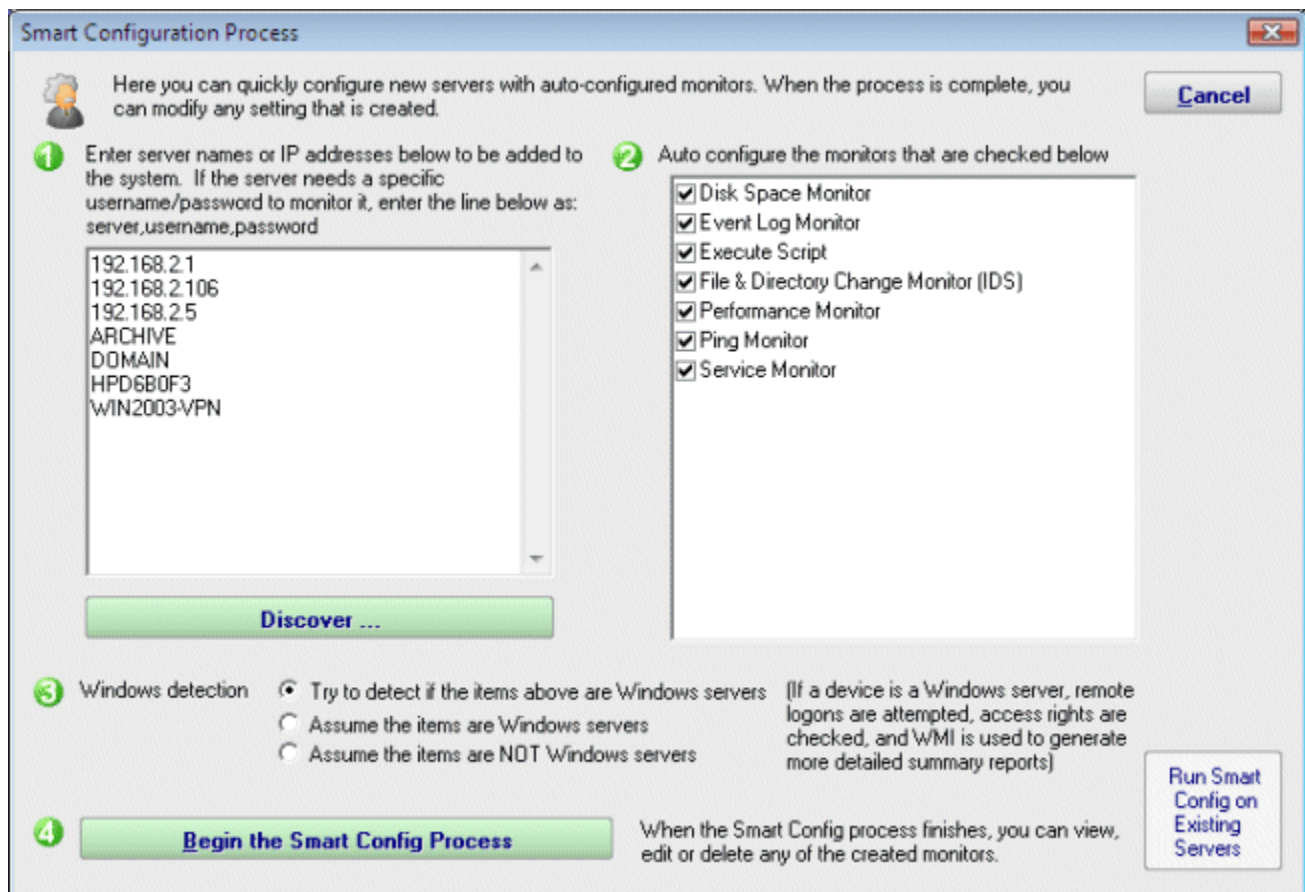 Smart Configuration Process
Here you can quickly configure new servers with auto-configured monitors. When the process is complete, you
can modify any setting that is created.
Cancel
1
Enter server names or IP addresses below to be added to
the system. If the server needs a specific
username/password to monitor it, enter the line below as:
server,username,password
192.168.2.1
192.168.2.106
192.168.2.5
ARCHIVE
DOMAIN
HPD6B0F3
WIN2003-VPN
Discover ...
2
Auto configure the monitors that are checked below
Disk Space Monitor
Event Log Monitor
Execute Script
File & Directory Change Monitor (IDS)
Performance Monitor
Ping Monitor
Service Monitor
3
Windows detection
Try to detect if the items above are Windows servers
Assume the items are Windows servers
Assume the items are NOT Windows servers
(If a device is a Windows server, remote
logons are attempted, access rights are
checked, and WMI is used to generate
more detailed summary reports)
Run Smart
Config on
Existing
Servers
4
Begin the Smart Config Process
When the Smart Config process finishes, you can view,
edit or delete any of the created monitors.